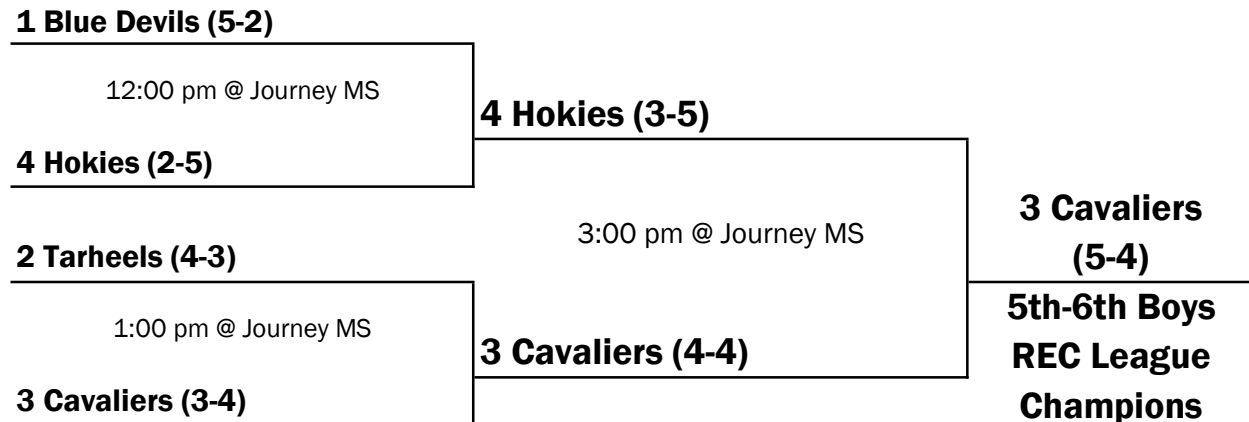 1 Blue Devils (5-2)
12:00 pm @ Journey MS
4 Hokies (2-5)
4 Hokies (3-5)
2 Tarheels (4-3)
1:00 pm @ Journey MS
3 Cavaliers (3-4)
3 Cavaliers (4-4)
3:00 pm @ Journey MS
3 Cavaliers
(5-4)
5th-6th Boys
REC League
Champions